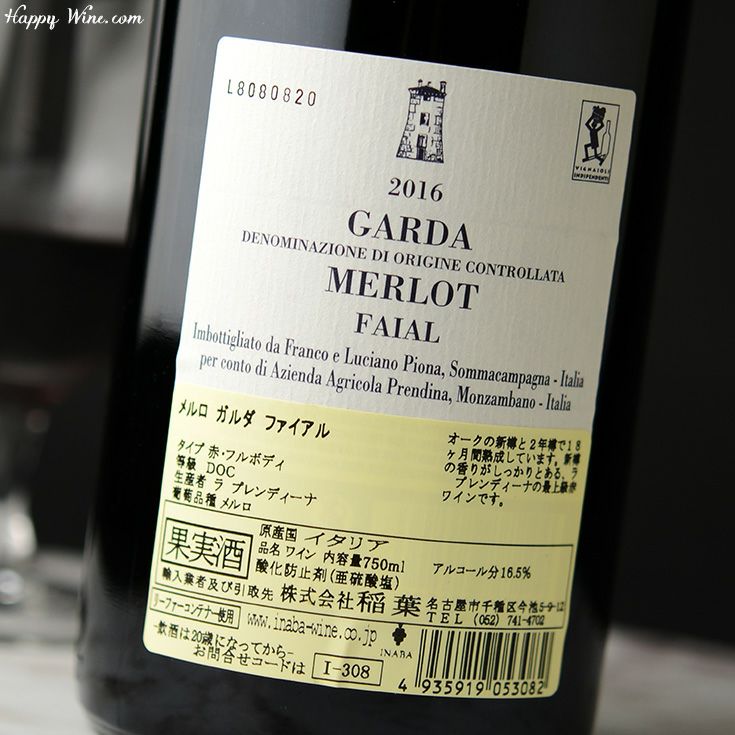 Happy Wine.com
L8080820
VIGNAIOLI
INDIPENDENTI
2016
GARDA
DENOMINAZIONE DI ORIGINE CONTROLLATA
MERLOT
FAIAL
Imbottigliato da Franco e Luciano Piona, Sommacampagna - Italia
per conto di Azienda Agricola Prendina, Monzambano - Italia
メルロ ガルダ ファイアル
タイプ 赤・フルボディ
等級 DOC
生産者 ラ プレンディーナ
葡萄品種 メルロ
オークの新樽と2年樽で18
ヶ月間熟成しています。新樽
の香りがしっかりとある、ラ
プレンディーナの最上級赤
ワインです。
果実酒
原産国 イタリア
品名 ワイン 内容量750ml アルコール分16.5%
酸化防止剤(亜硫酸塩)
輸入業者及び引取先 株式会社 稲葉 名古屋市千種区今池5-9-12
TEL (052) 741-4702
リーファーコンテナー使用 www.inaba-wine.co.jp INABA
-飲酒は20歳になってから-
お問合せコードは I-308
4 935919 053082